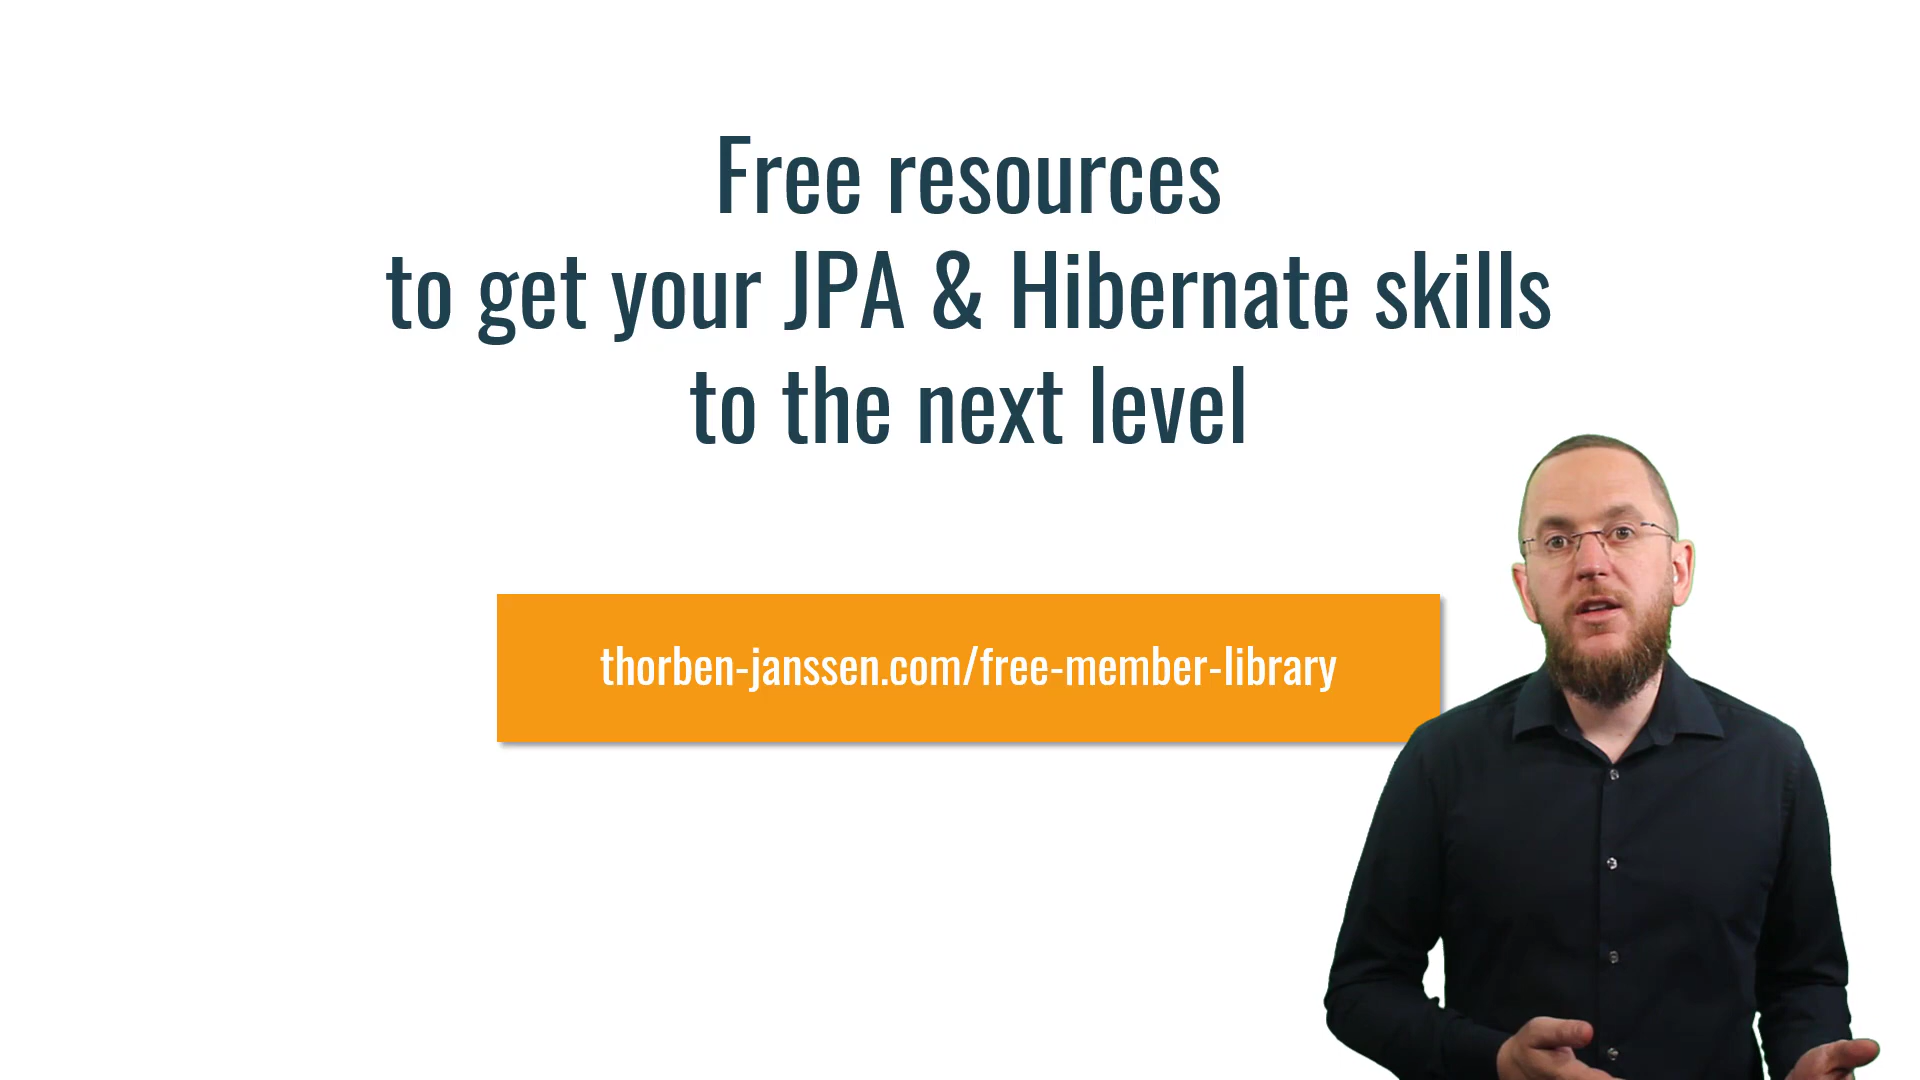 Free resources
to get your JPA & Hibernate skills
to the next level
thorben-janssen.com/free-member-library